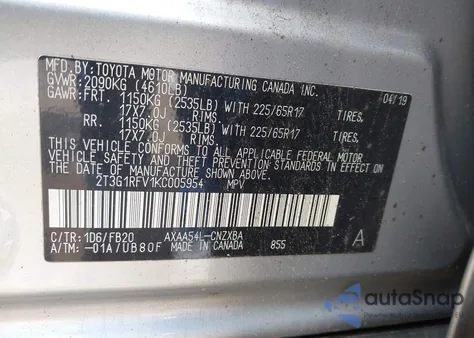 MFD.BY: TOYOTA MOTOR MANUFACTURING CANADA INC.
GVWR: 2090KG (4610LB) 04/19
GAWR: FRT. 1150KG (2535LB) WITH 225/65R17 TIRES,
17X7.0J
RR. 1150KG (2535LB) WITH 225/65R17 TIRES,
17X7.0J
THIS VEHICLE CONFORMS TO ALL APPLICABLE FEDERAL MOTOR
VEHICLE SAFETY AND THEFT PREVENTION STANDARDS IN EFFECT ON
THE DATE OF MANUFACTURE SHOWN ABOVE.
2T3G1RFV1KC005954 MPV
C/TR: 1D6/FB20 AXAA54L-CNZXBA A
A/TM: -01A/UB80F MADE IN CANADA 855
autoSnap